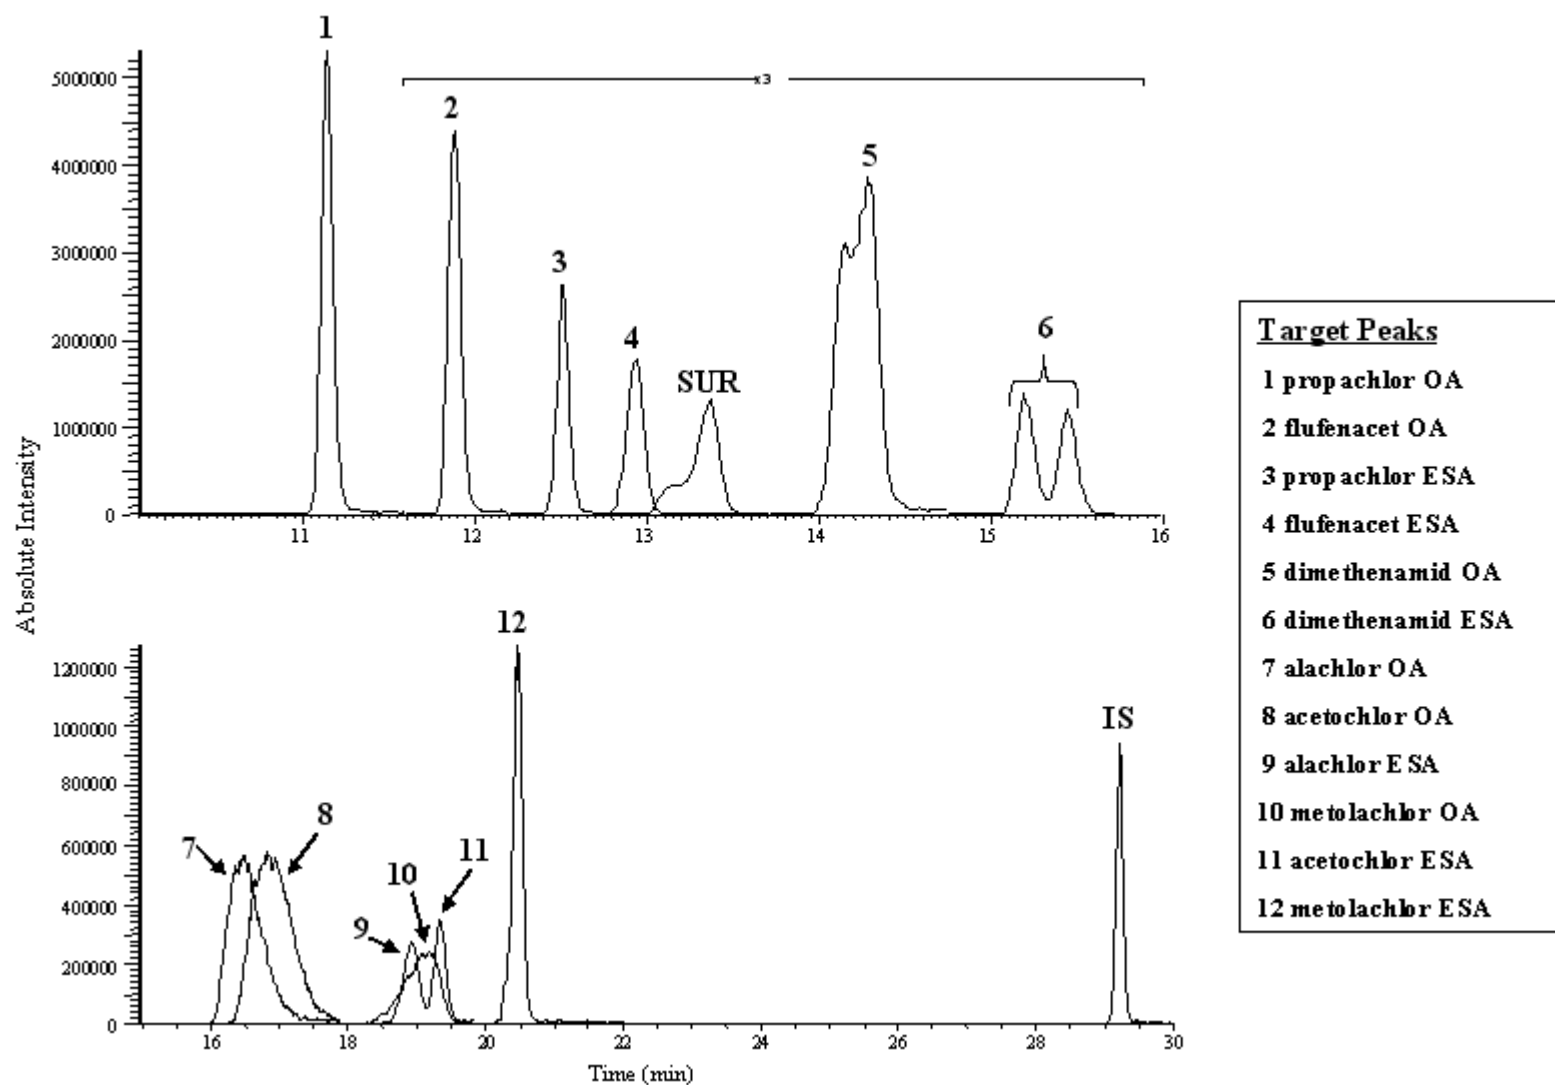 1
x3
2
3
4
SUR
5
6
5000000
4000000
3000000
2000000
1000000
0
11 12 13 14 15 16
Absolute Intensity
12
IS
7
8
9
10
11
1200000
1000000
800000
600000
400000
200000
0
16 18 20 22 24 26 28 30
Time (min)
Target Peaks
1 propachlor OA
2 flufenacet OA
3 propachlor ESA
4 flufenacet ESA
5 dimethenamid OA
6 dimethenamid ESA
7 alachlor OA
8 acetochlor OA
9 alachlor ESA
10 metolachlor OA
11 acetochlor ESA
12 metolachlor ESA